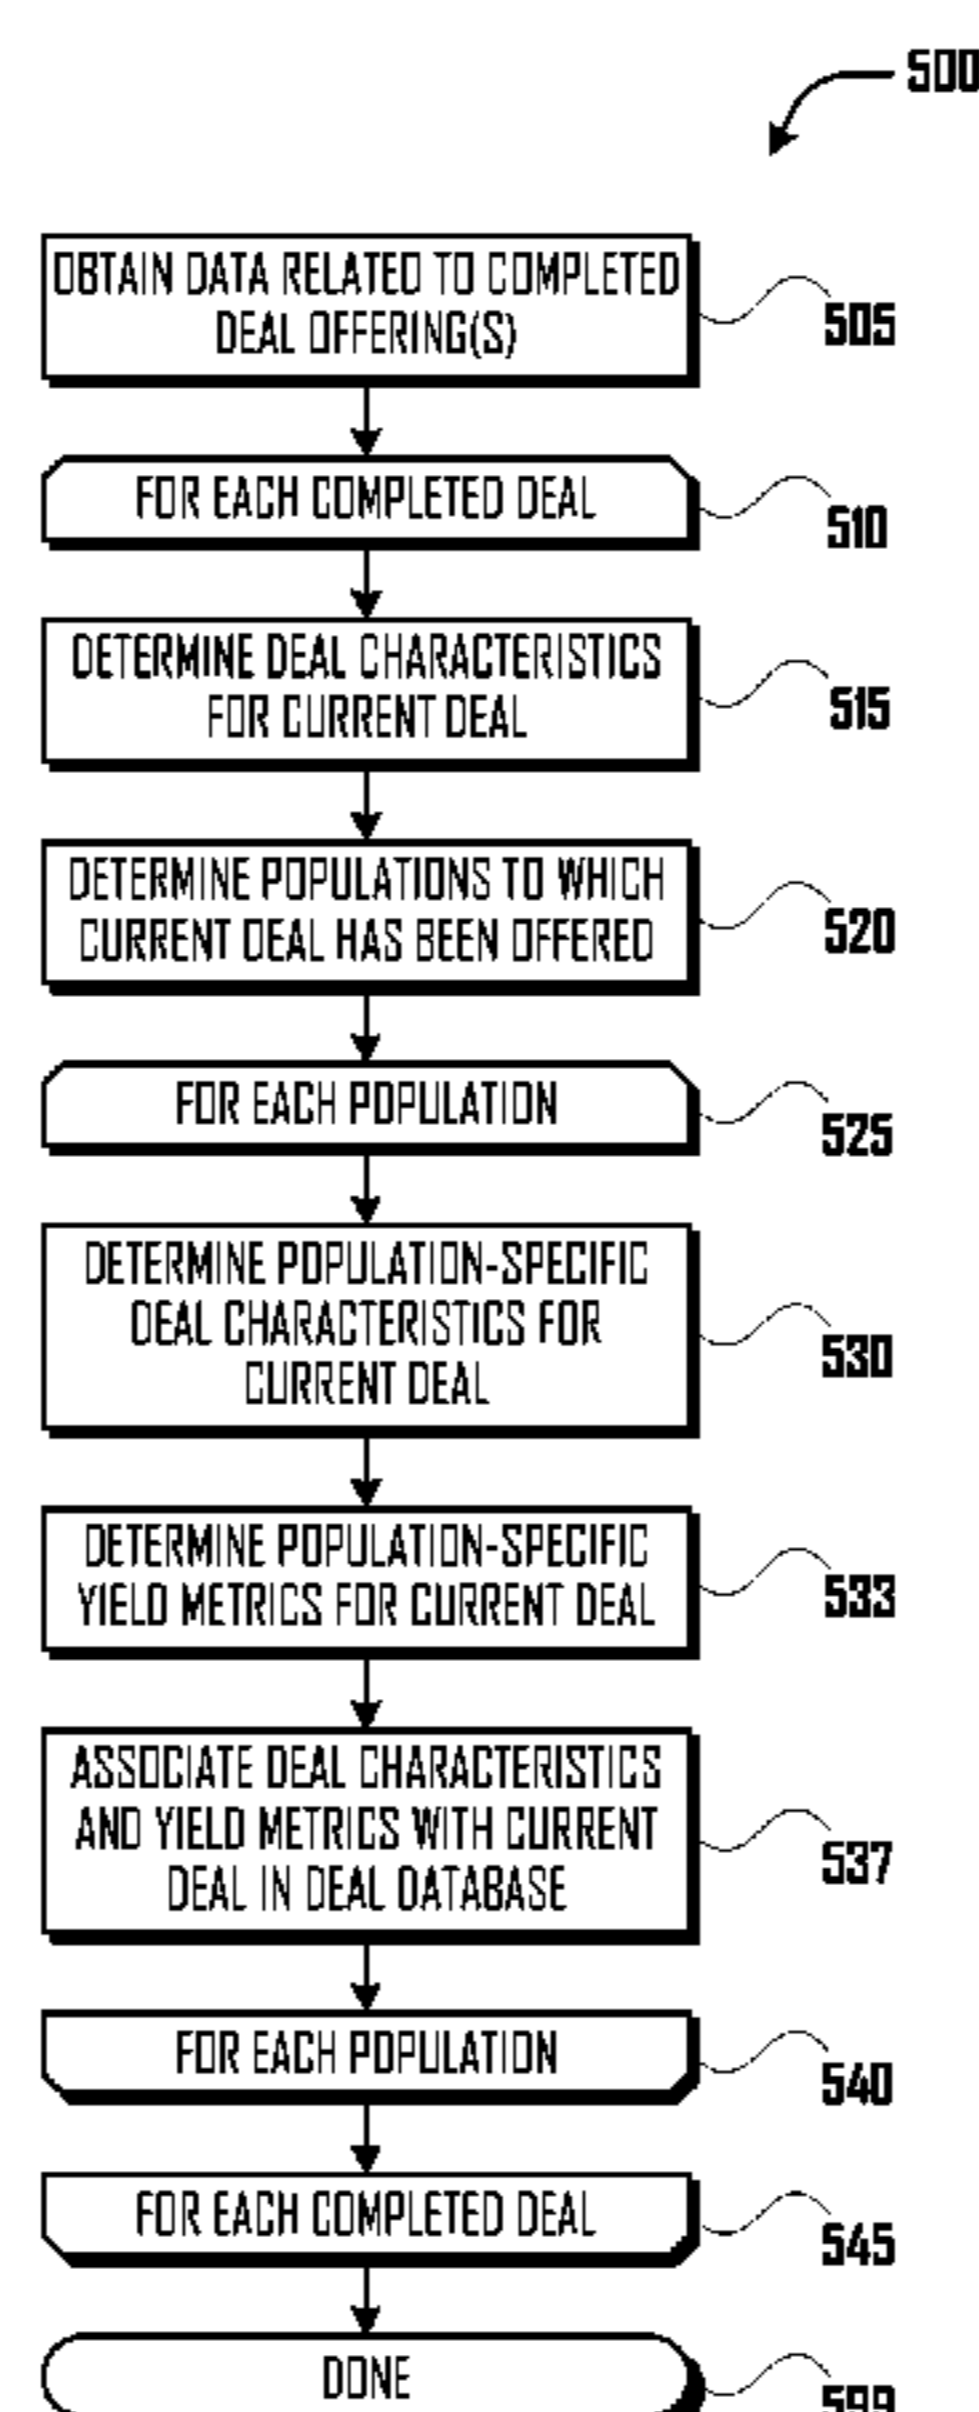 500
OBTAIN DATA RELATED TO COMPLETED
DEAL OFFERING(S)
505
FOR EACH COMPLETED DEAL
510
DETERMINE DEAL CHARACTERISTICS
FOR CURRENT DEAL
515
DETERMINE POPULATIONS TO WHICH
CURRENT DEAL HAS BEEN OFFERED
520
FOR EACH POPULATION
525
DETERMINE POPULATION-SPECIFIC
DEAL CHARACTERISTICS FOR
CURRENT DEAL
530
DETERMINE POPULATION-SPECIFIC
YIELD METRICS FOR CURRENT DEAL
533
ASSOCIATE DEAL CHARACTERISTICS
AND YIELD METRICS WITH CURRENT
DEAL IN DEAL DATABASE
537
FOR EACH POPULATION
540
FOR EACH COMPLETED DEAL
545
DONE
599